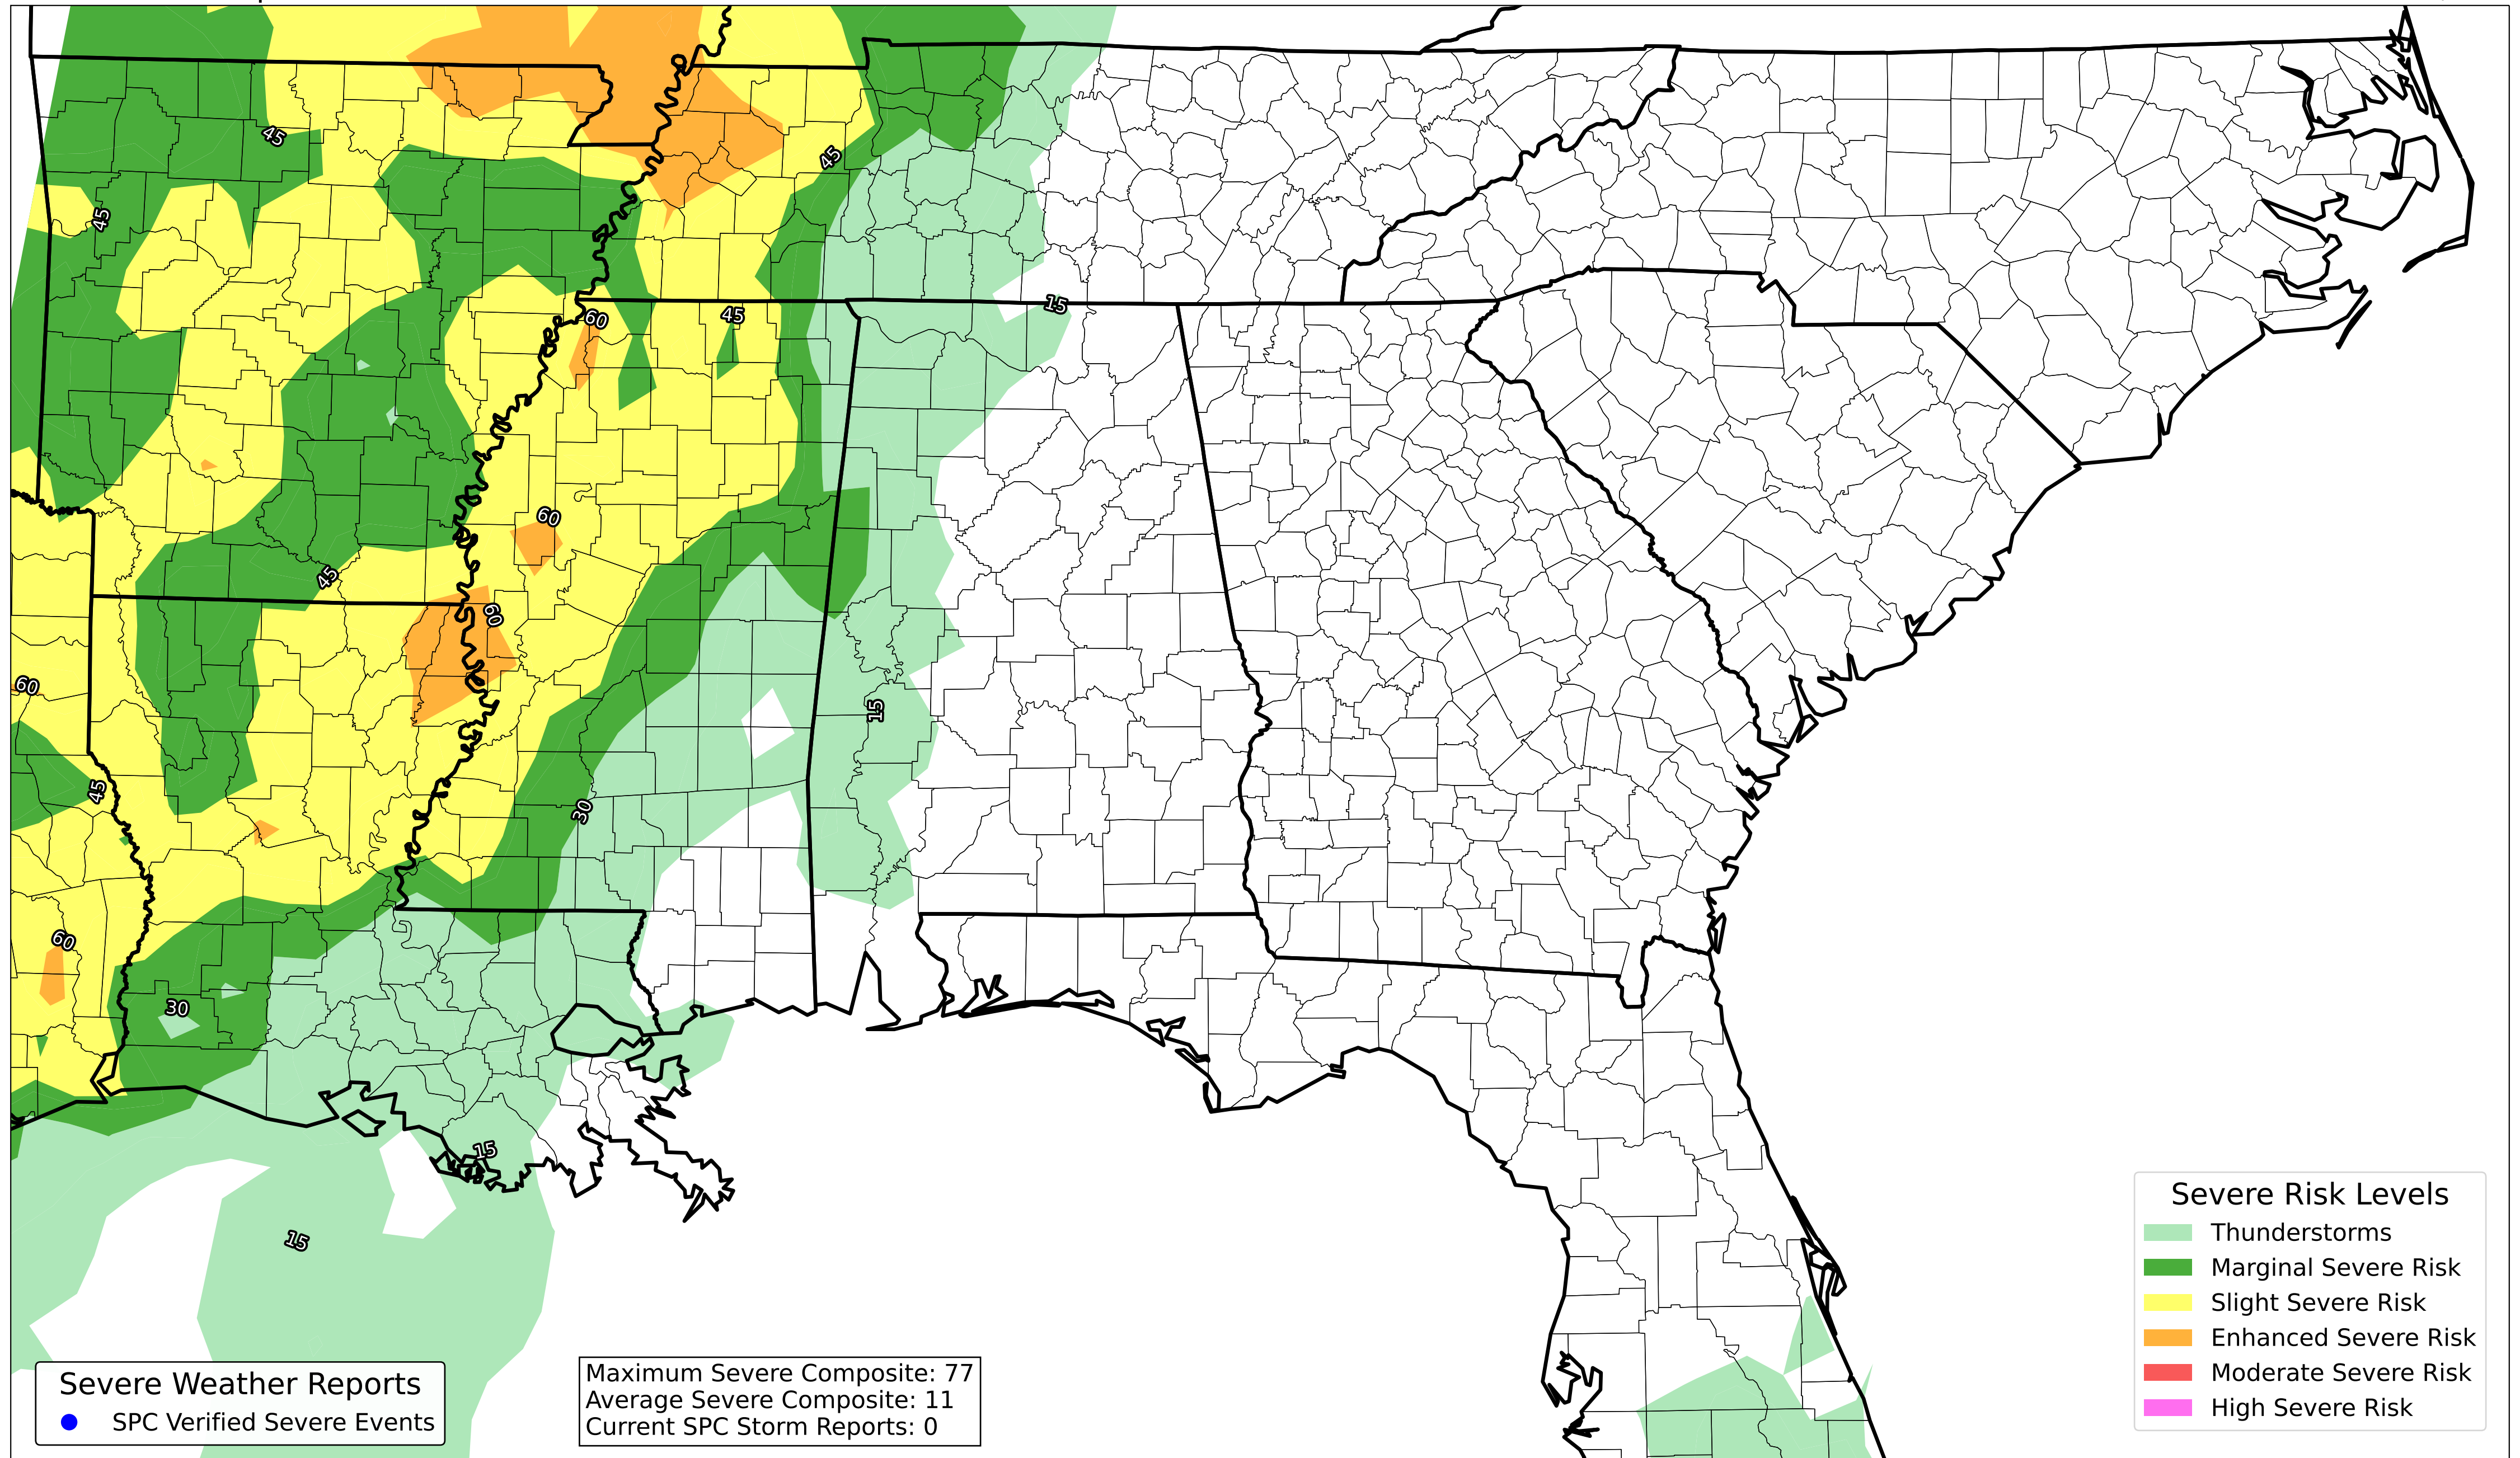 45
45
45
15
60
45
60
45
60
60
15
45
30
60
30
15
15
Severe Risk Levels
Thunderstorms
Marginal Severe Risk
Slight Severe Risk
Enhanced Severe Risk
Moderate Severe Risk
High Severe Risk
Severe Weather Reports
SPC Verified Severe Events
Maximum Severe Composite: 77
Average Severe Composite: 11
Current SPC Storm Reports: 0